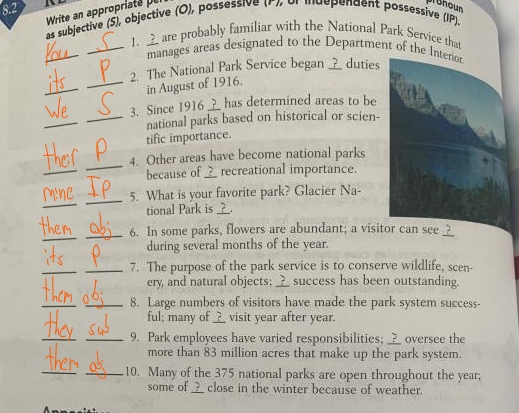 8.2
Write an appropriate
pronoun
as subjective (S), objective (O), possessive (P), or independent possessive (IP).
You S 1. ? are probably familiar with the National Park Service that
manages areas designated to the Department of the Interior.
its P 2. The National Park Service began ? duties
in August of 1916.
We S 3. Since 1916 ? has determined areas to be
national parks based on historical or scien-
tific importance.
their P 4. Other areas have become national parks
because of ? recreational importance.
mine IP 5. What is your favorite park? Glacier Na-
tional Park is ?.
them obj 6. In some parks, flowers are abundant; a visitor can see ?
during several months of the year.
its P 7. The purpose of the park service is to conserve wildlife, scen-
ery, and natural objects; ? success has been outstanding.
them obj 8. Large numbers of visitors have made the park system success-
ful; many of ? visit year after year.
they sub 9. Park employees have varied responsibilities; ? oversee the
more than 83 million acres that make up the park system.
them obj 10. Many of the 375 national parks are open throughout the year;
some of ? close in the winter because of weather.